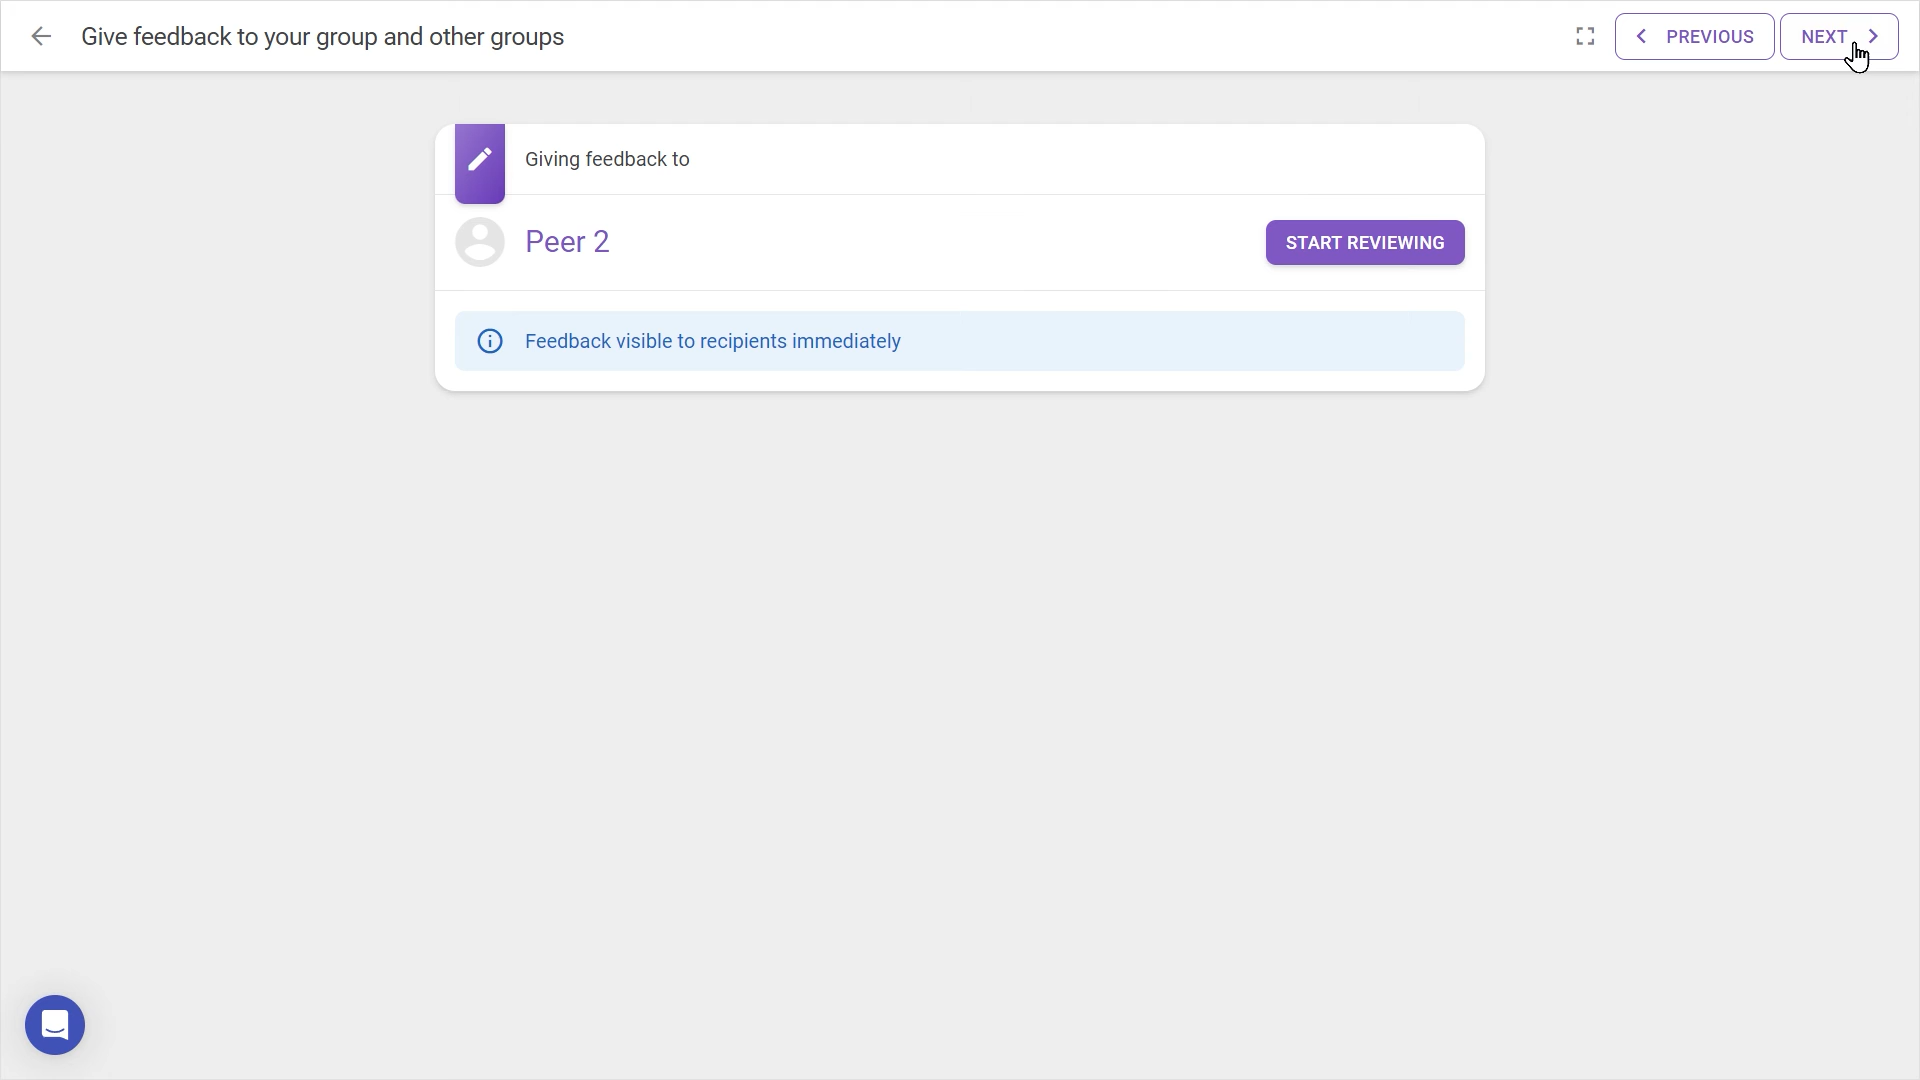 Give feedback to your group and other groups
PREVIOUS
NEXT
Giving feedback to
Peer 2
START REVIEWING
Feedback visible to recipients immediately